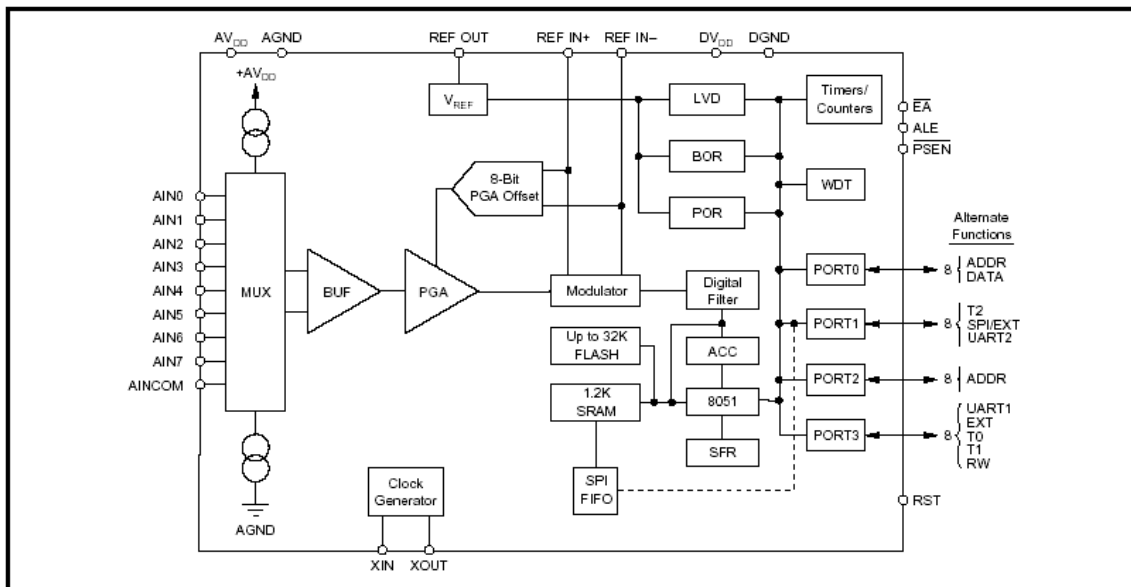 AVDD AGND REF OUT REF IN+ REF IN– DVDD DGND
+AVDD
VREF
LVD
Timers/
Counters
EA
ALE
PSEN
BOR
8-Bit
PGA Offset
WDT
POR
AIN0
AIN1
AIN2
AIN3
AIN4
AIN5
AIN6
AIN7
AINCOM
MUX
BUF
PGA
Modulator
Digital
Filter
Alternate
Functions
PORT0
8
ADDR
DATA
PORT1
8
T2
SPI/EXT
UART2
Up to 32K
FLASH
ACC
PORT2
8
ADDR
1.2K
SRAM
8051
PORT3
8
UART1
EXT
T0
T1
RW
SFR
SPI
FIFO
Clock
Generator
AGND
RST
XIN XOUT